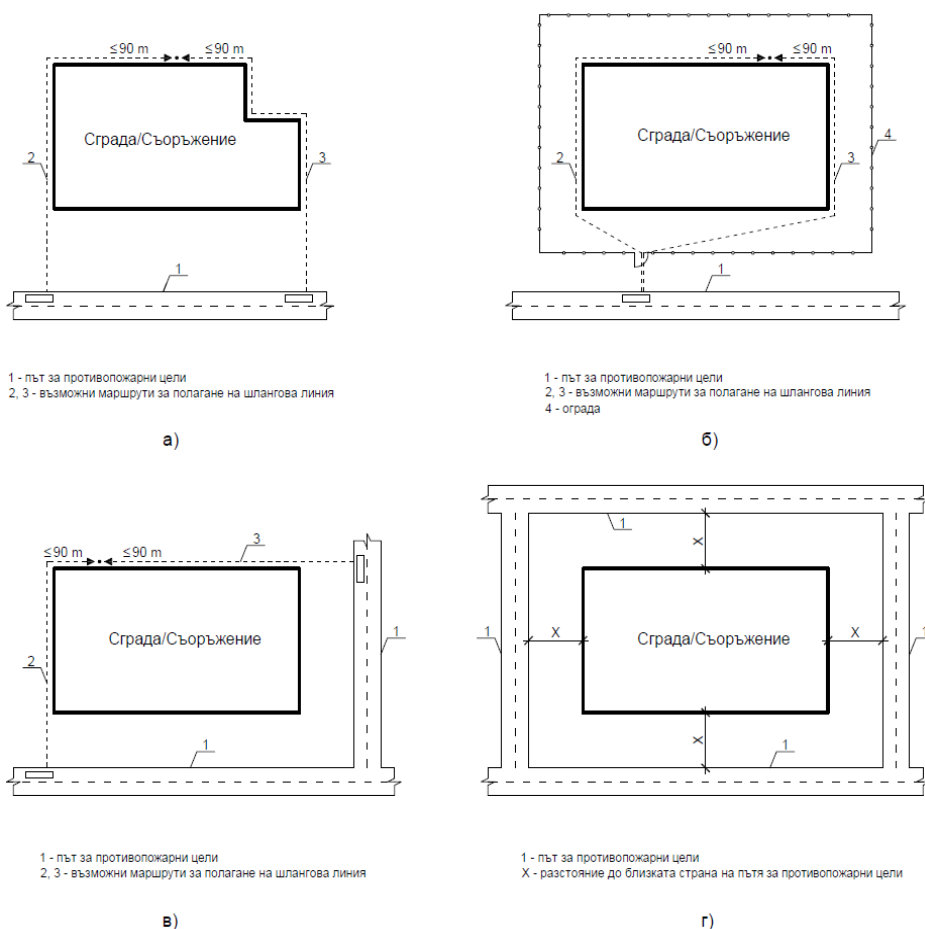 ≤90 m ≤90 m
Сграда/Съоръжение
2
3
1
1 - път за противопожарни цели
2, 3 - възможни маршрути за полагане на шлангова линия
а)
≤90 m ≤90 m
4
Сграда/Съоръжение
2
3
1
1 - път за противопожарни цели
2, 3 - възможни маршрути за полагане на шлангова линия
4 - ограда
б)
≤90 m ≤90 m
3
Сграда/Съоръжение
1
2
1
1 - път за противопожарни цели
2, 3 - възможни маршрути за полагане на шлангова линия
в)
1
X
Сграда/Съоръжение
1
X
X
1
X
1
1 - път за противопожарни цели
X - разстояние до близката страна на пътя за противопожарни цели
г)